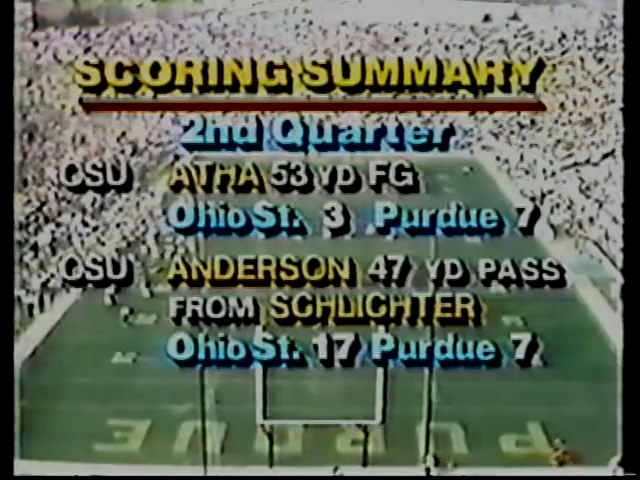 SCORING SUMMARY
2nd Quarter
OSU ATHA 53 YD FG
Ohio St. 3 Purdue 7
OSU ANDERSON 47 YD PASS
FROM SCHLICHTER
Ohio St. 17 Purdue 7
PURDUE